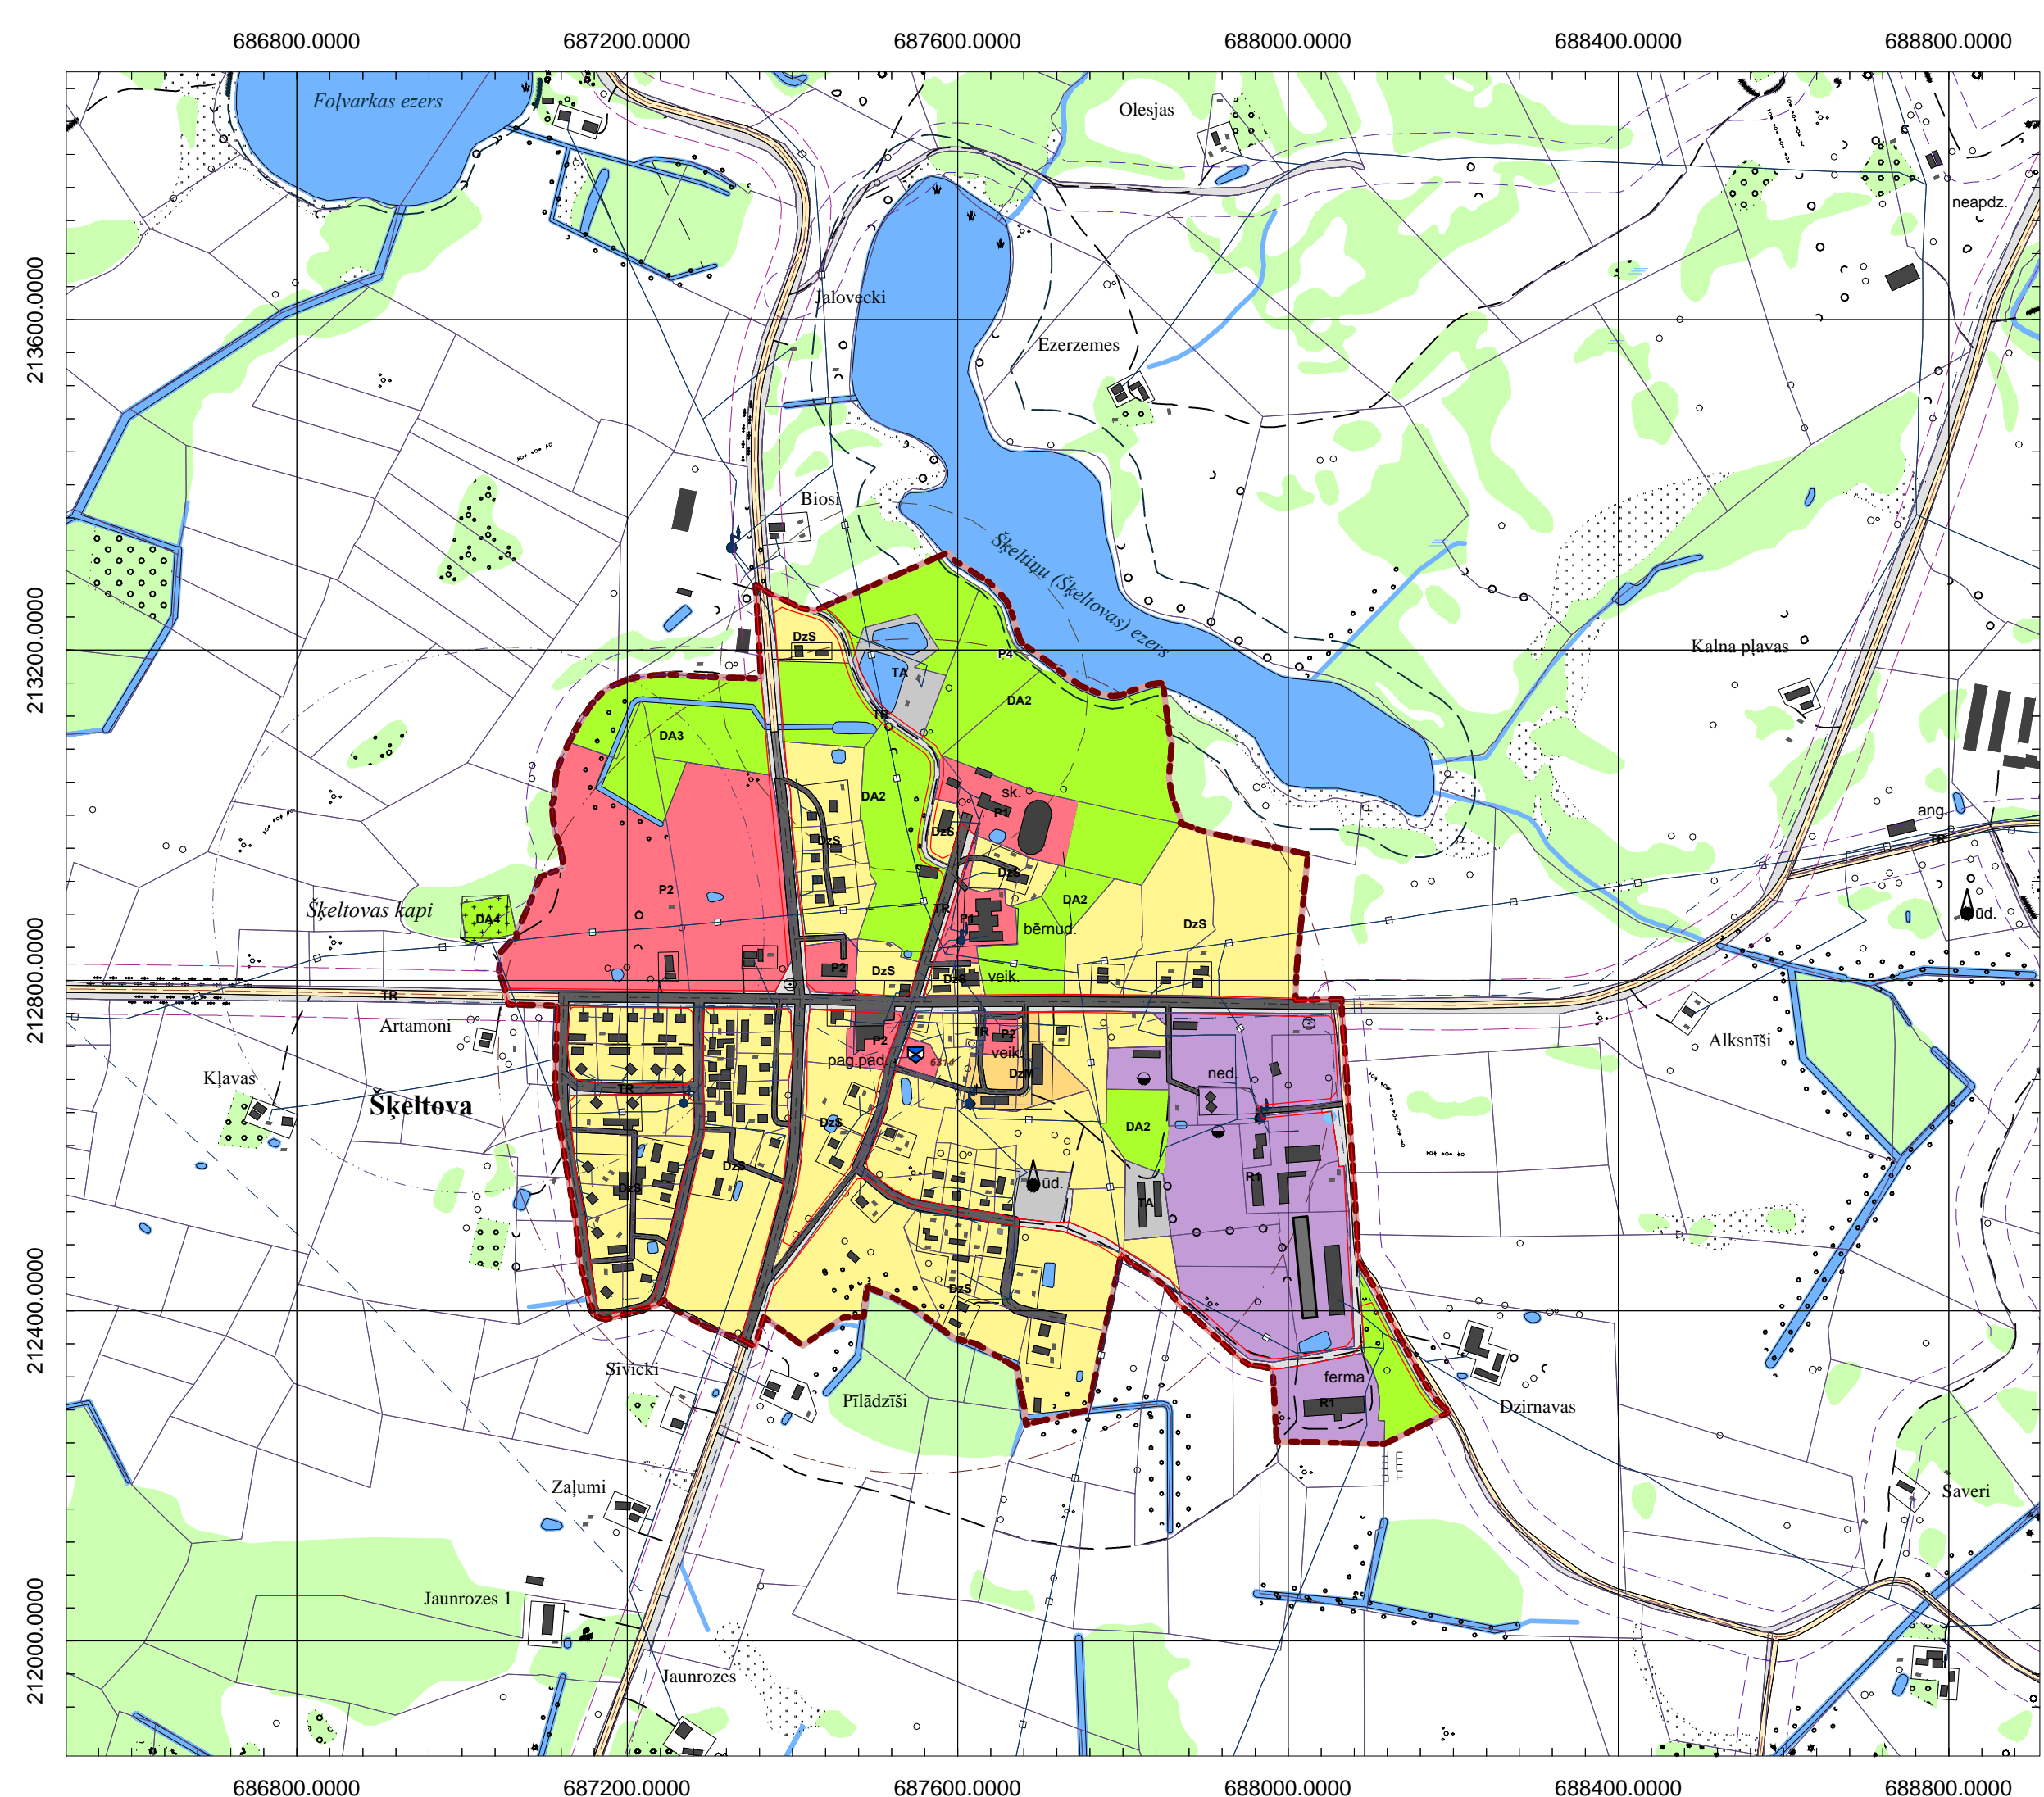 686800.0000
687200.0000
687600.0000
688000.0000
688400.0000
688800.0000
Foļvarkas ezers
Olesjas
neapdz.
213600.0000
Jalovecki
Ezerzemes
Biosi
Šķeltiņu (Šķeltovas) ezers
213200.0000
DzS
P4
Kalna pļavas
TA
DA2
TR
DA3
DA2
sk.
P1
ang.
DzS
DzS
TR
DzS
P2
DA2
Šķeltovas kapi
DA4
TR
P1
ūd.
DzS
bērnud.
P2
DzS
DzS
veik.
212800.0000
TR
Artamoni
TR
P2
P2
Alksnīši
pag.pad.
6314
veik.
Kļavas
DzM
ned.
TR
Šķeltova
DzS
DA2
DzS
R1
DzS
ūd.
TA
DzS
212400.0000
Sivicki
ferma
Pīlādzīši
R1
Dzirnavas
Zaļumi
Saveri
Jaunrozes 1
212000.0000
Jaunrozes
686800.0000
687200.0000
687600.0000
688000.0000
688400.0000
688800.0000